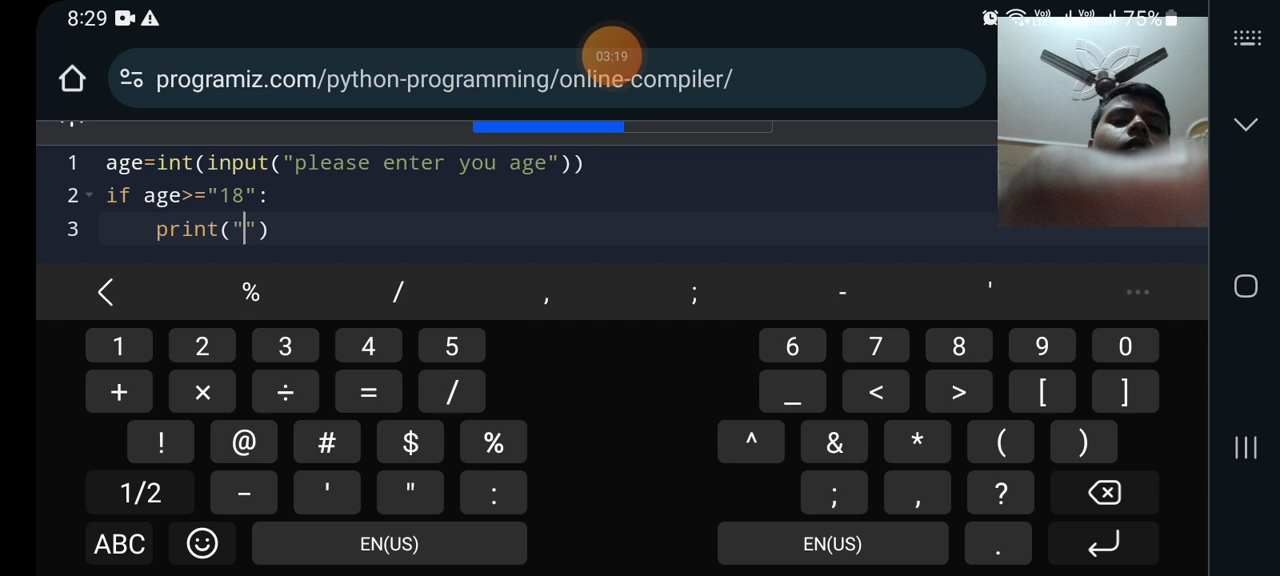 8:29 75%
03:19
programiz.com/python-programming/online-compiler/
1 age=int(input("please enter you age"))
2 if age>="18":
3 print("")
% / , ; - ' •••
1 2 3 4 5 6 7 8 9 0
+ × ÷ = / _ < > [ ]
! @ # $ % ^ & * ( )
1/2 - ' " : ; , ?
ABC EN(US) EN(US) .